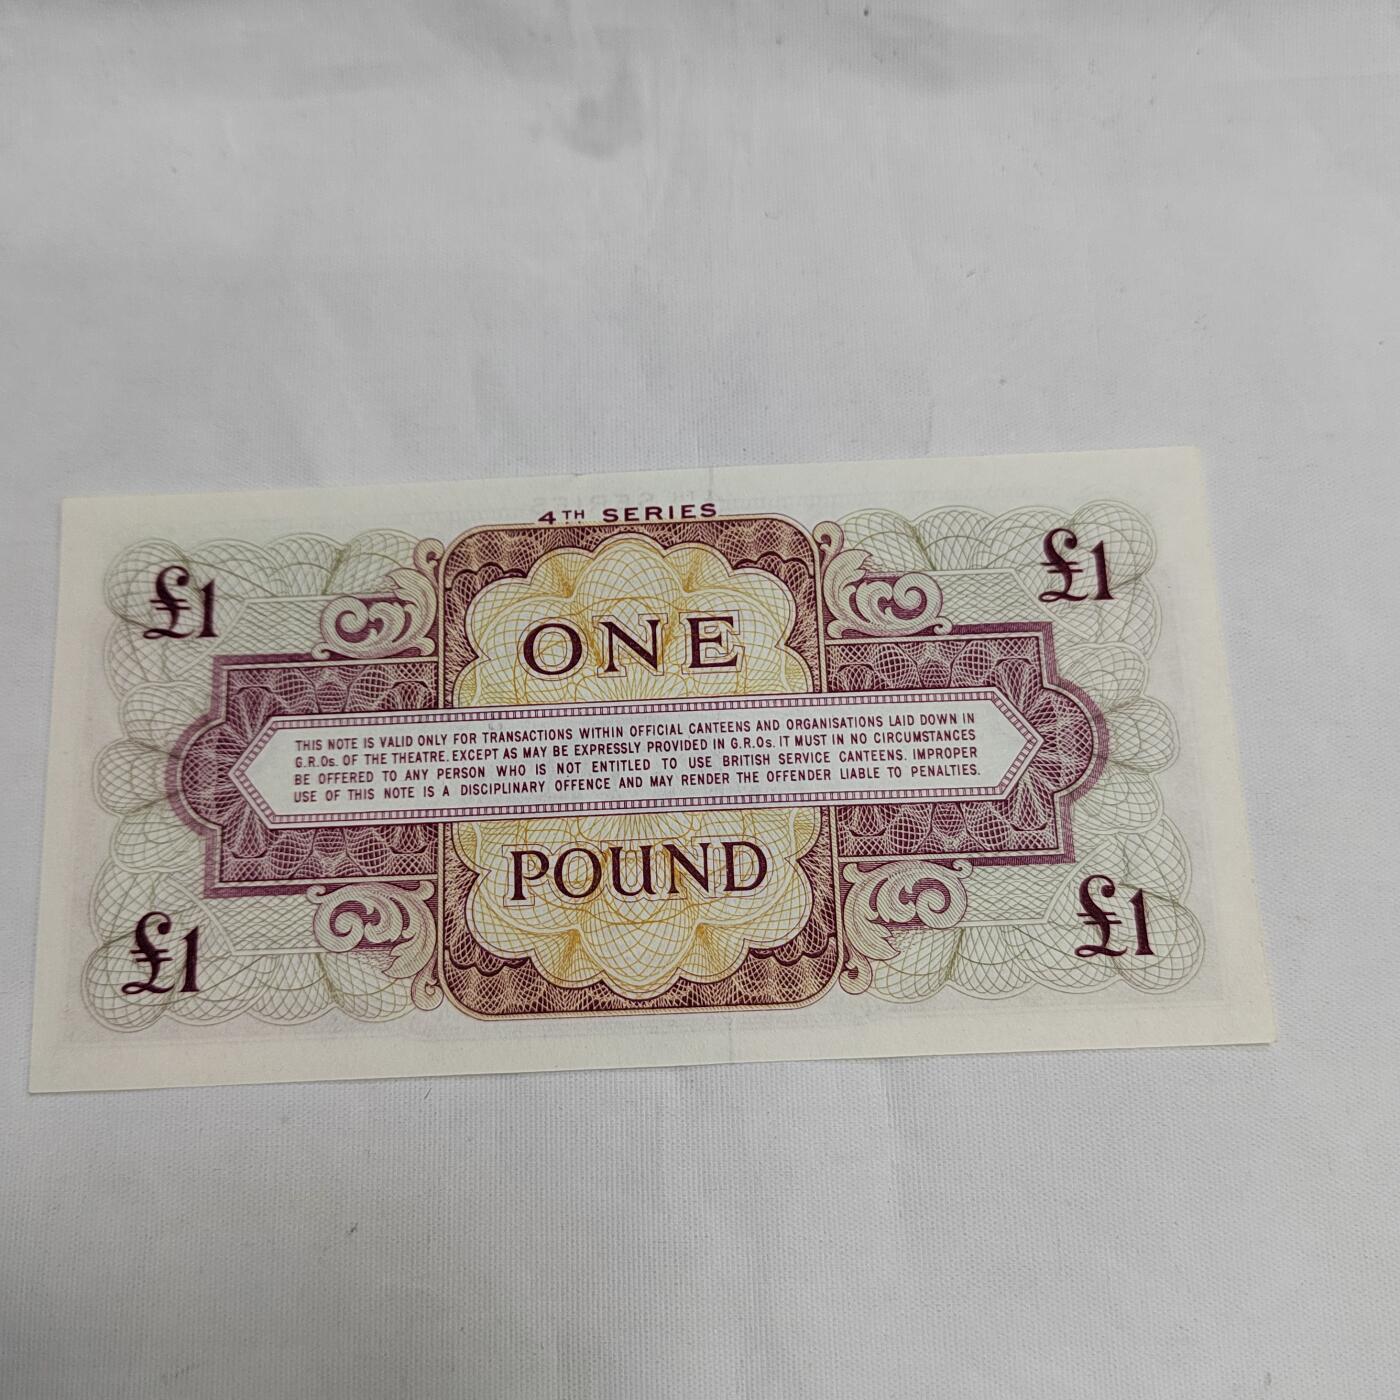 4TH SERIES
£1 £1
ONE
THIS NOTE IS VALID ONLY FOR TRANSACTIONS WITHIN OFFICIAL CANTEENS AND ORGANISATIONS LAID DOWN IN
G.R.Os. OF THE THEATRE. EXCEPT AS MAY BE EXPRESSLY PROVIDED IN G.R.Os. IT MUST IN NO CIRCUMSTANCES
BE OFFERED TO ANY PERSON WHO IS NOT ENTITLED TO USE BRITISH SERVICE CANTEENS. IMPROPER
USE OF THIS NOTE IS A DISCIPLINARY OFFENCE AND MAY RENDER THE OFFENDER LIABLE TO PENALTIES.
POUND
£1 £1